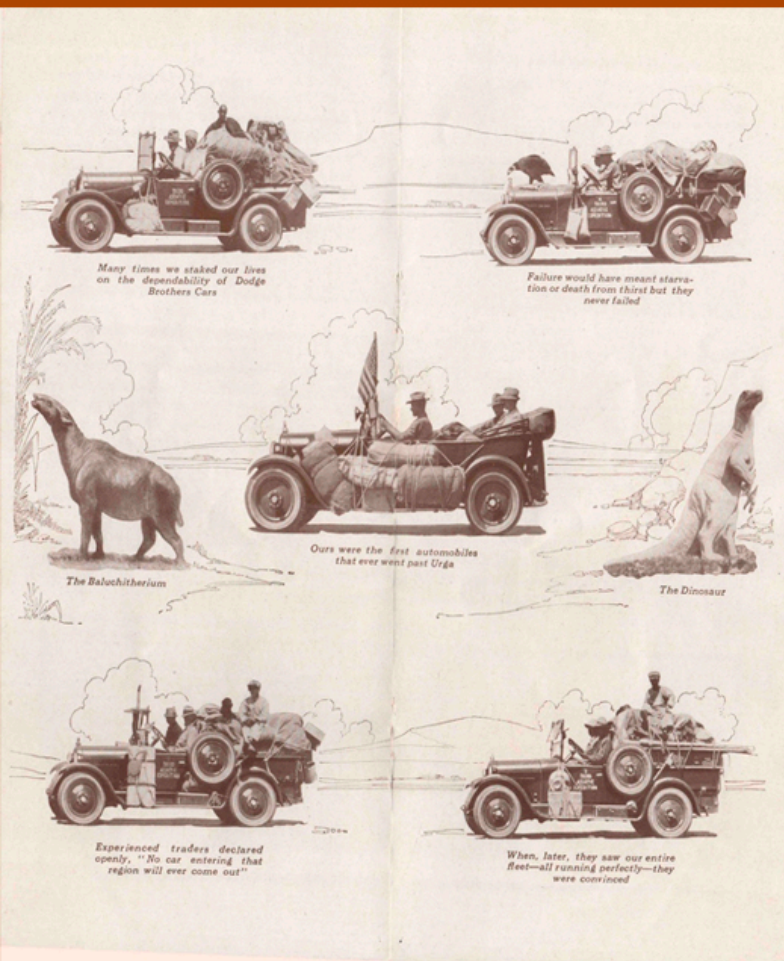 Many times we staked our lives
on the dependability of Dodge
Brothers Cars
Failure would have meant starva-
tion or death from thirst but they
never failed
Ours were the first automobiles
that ever went past Urga
The Baluchitherium
The Dinosaur
Experienced traders declared
openly, "No car entering that
region will ever come out"
When, later, they saw our entire
fleet—all running perfectly—they
were convinced